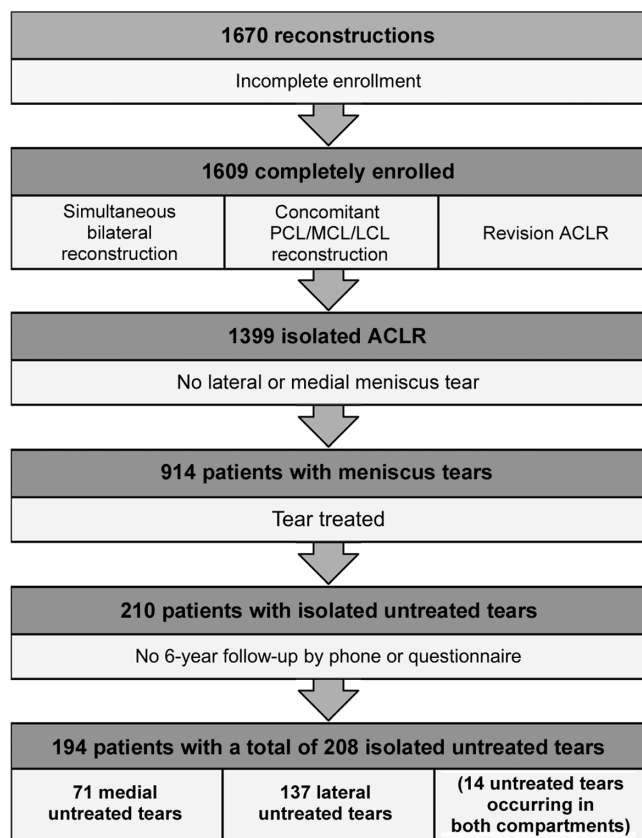 1670 reconstructions
Incomplete enrollment
1609 completely enrolled
Simultaneous
bilateral
reconstruction
Concomitant
PCL/MCL/LCL
reconstruction
Revision ACLR
1399 isolated ACLR
No lateral or medial meniscus tear
914 patients with meniscus tears
Tear treated
210 patients with isolated untreated tears
No 6-year follow-up by phone or questionnaire
194 patients with a total of 208 isolated untreated tears
71 medial
untreated tears
137 lateral
untreated tears
(14 untreated tears
occurring in
both compartments)